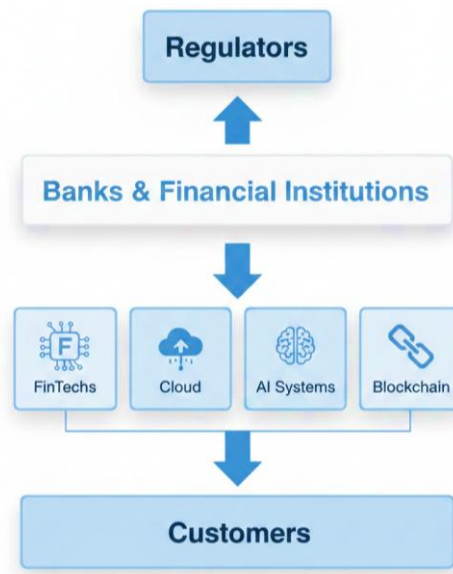 Regulators
Banks & Financial Institutions
F
FinTechs
Cloud
AI Systems
Blockchain
Customers